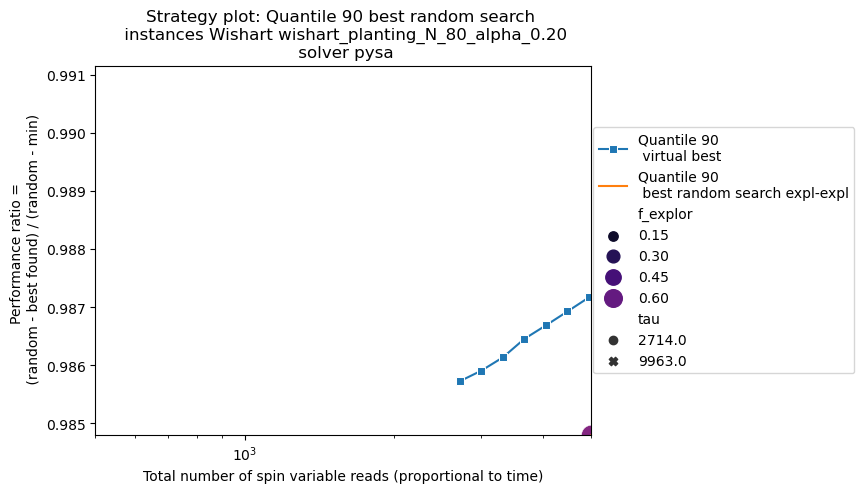 Strategy plot: Quantile 90 best random search
instances Wishart wishart_planting_N_80_alpha_0.20
solver pysa
Performance ratio =
(random - best found) / (random - min)
0.991
0.990
0.989
0.988
0.987
0.986
0.985
10^3
Total number of spin variable reads (proportional to time)
Quantile 90
virtual best
Quantile 90
best random search expl-expl
f_explor
0.15
0.30
0.45
0.60
tau
2714.0
9963.0